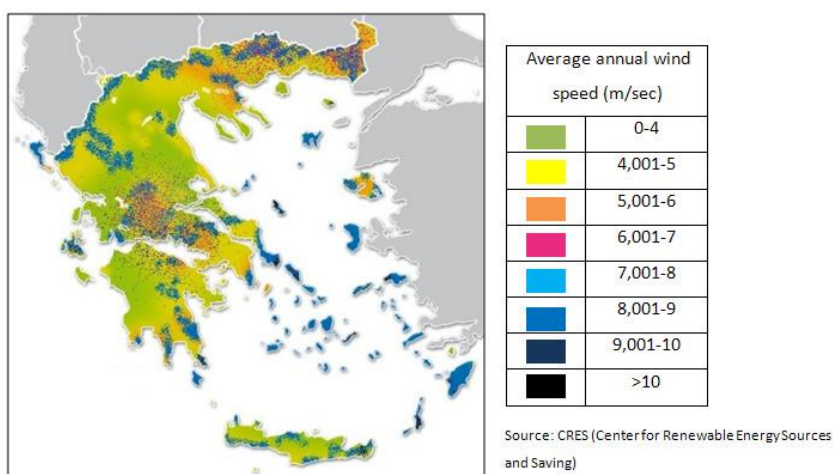 Average annual wind
speed (m/sec)
0-4
4,001-5
5,001-6
6,001-7
7,001-8
8,001-9
9,001-10
>10
Source: CRES (Center for Renewable Energy Sources
and Saving)